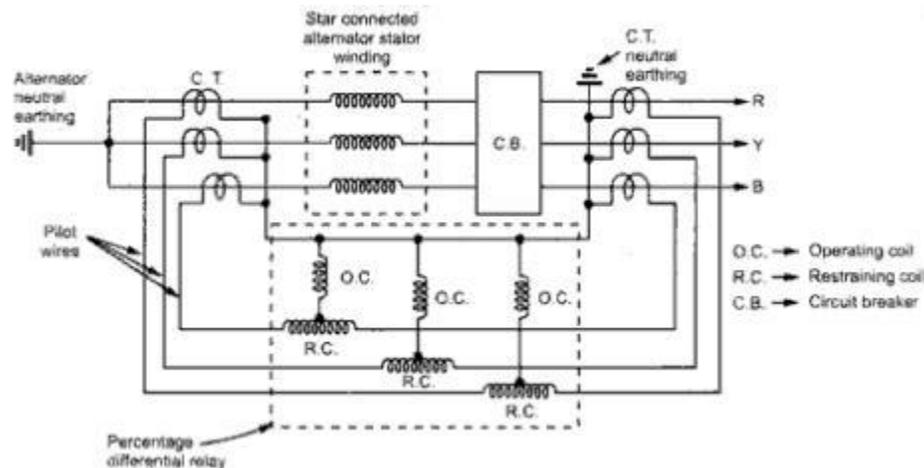 Star connected
alternator stator
winding
C.T.
neutral
earthing
Alternator
neutral
earthing
C. T.
R
C.B.
Y
B
Pilot
wires
O.C.
O.C.
O.C.
O.C. → Operating coil
R.C. → Restraining coil
C.B. → Circuit breaker
R.C.
R.C.
R.C.
Percentage
differential relay